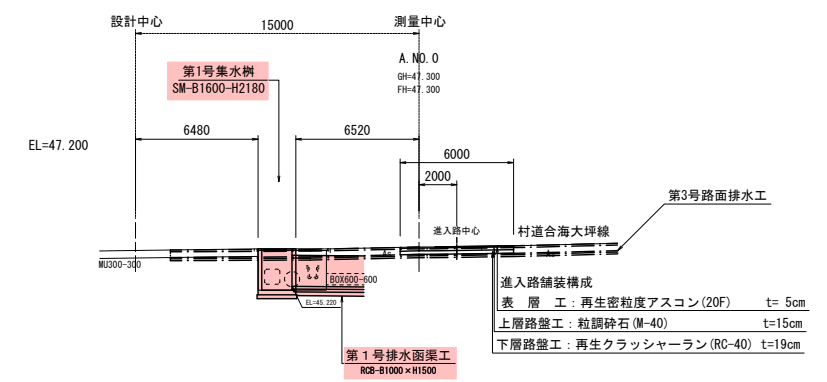 設計中心
測量中心
15000
A.NO.0
GH=47.300
FH=47.300
第1号集水桝
SM-B1600-H2180
6480
6520
EL=47.200
6000
2000
第3号路面排水工
進入路中心
村道合海大坪線
As
As
MU300-300
BOX600-600
EL=45.220
進入路舗装構成
表 層 工：再生密粒度アスコン(20F) t= 5cm
上層路盤工：粒調砕石(M-40) t=15cm
下層路盤工：再生クラッシャーラン(RC-40) t=19cm
第１号排水函渠工
RCB-B1000×H1500